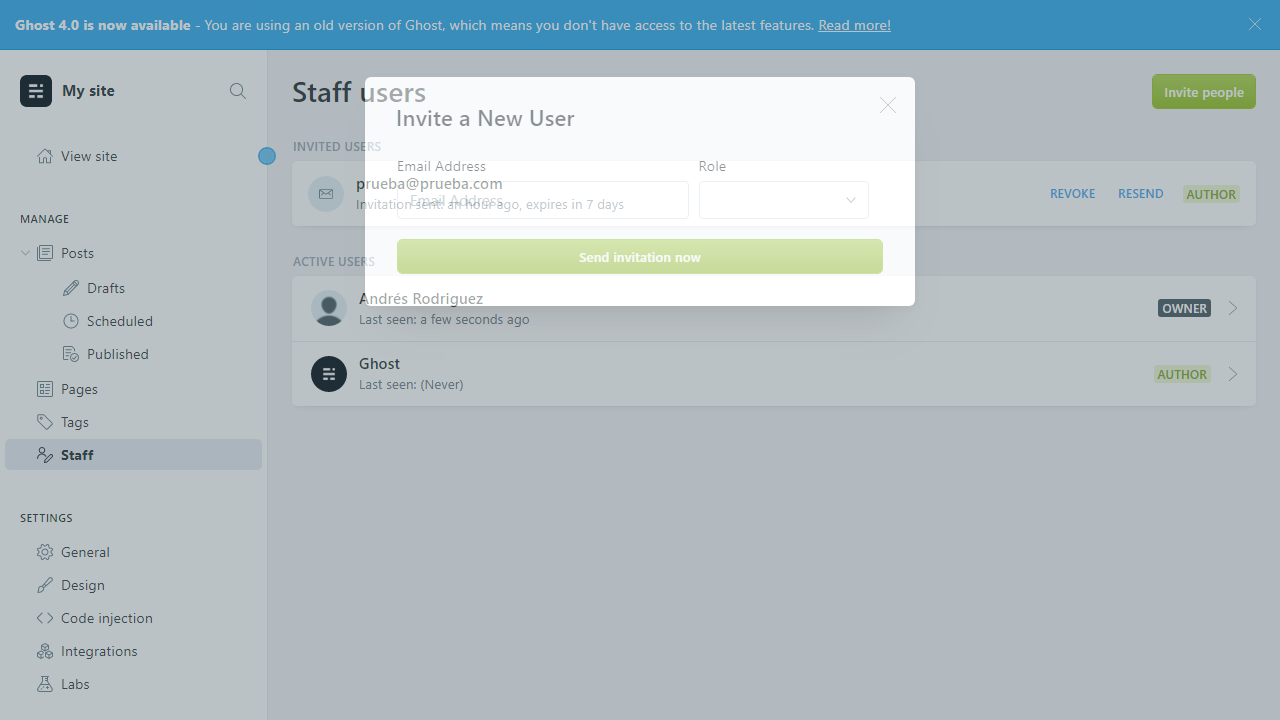 Ghost 4.0 is now available - You are using an old version of Ghost, which means you don't have access to the latest features. Read more!
My site
View site
MANAGE
Posts
Drafts
Scheduled
Published
Pages
Tags
Staff
SETTINGS
General
Design
Code injection
Integrations
Labs
Staff users
Invite people
INVITED USERS
prueba@prueba.com
Invitation sent: an hour ago, expires in 7 days
REVOKE RESEND AUTHOR
ACTIVE USERS
Andrés Rodriguez
Last seen: a few seconds ago
OWNER
Ghost
Last seen: (Never)
AUTHOR
Invite a New User
Email Address
Role
Email Address
Send invitation now